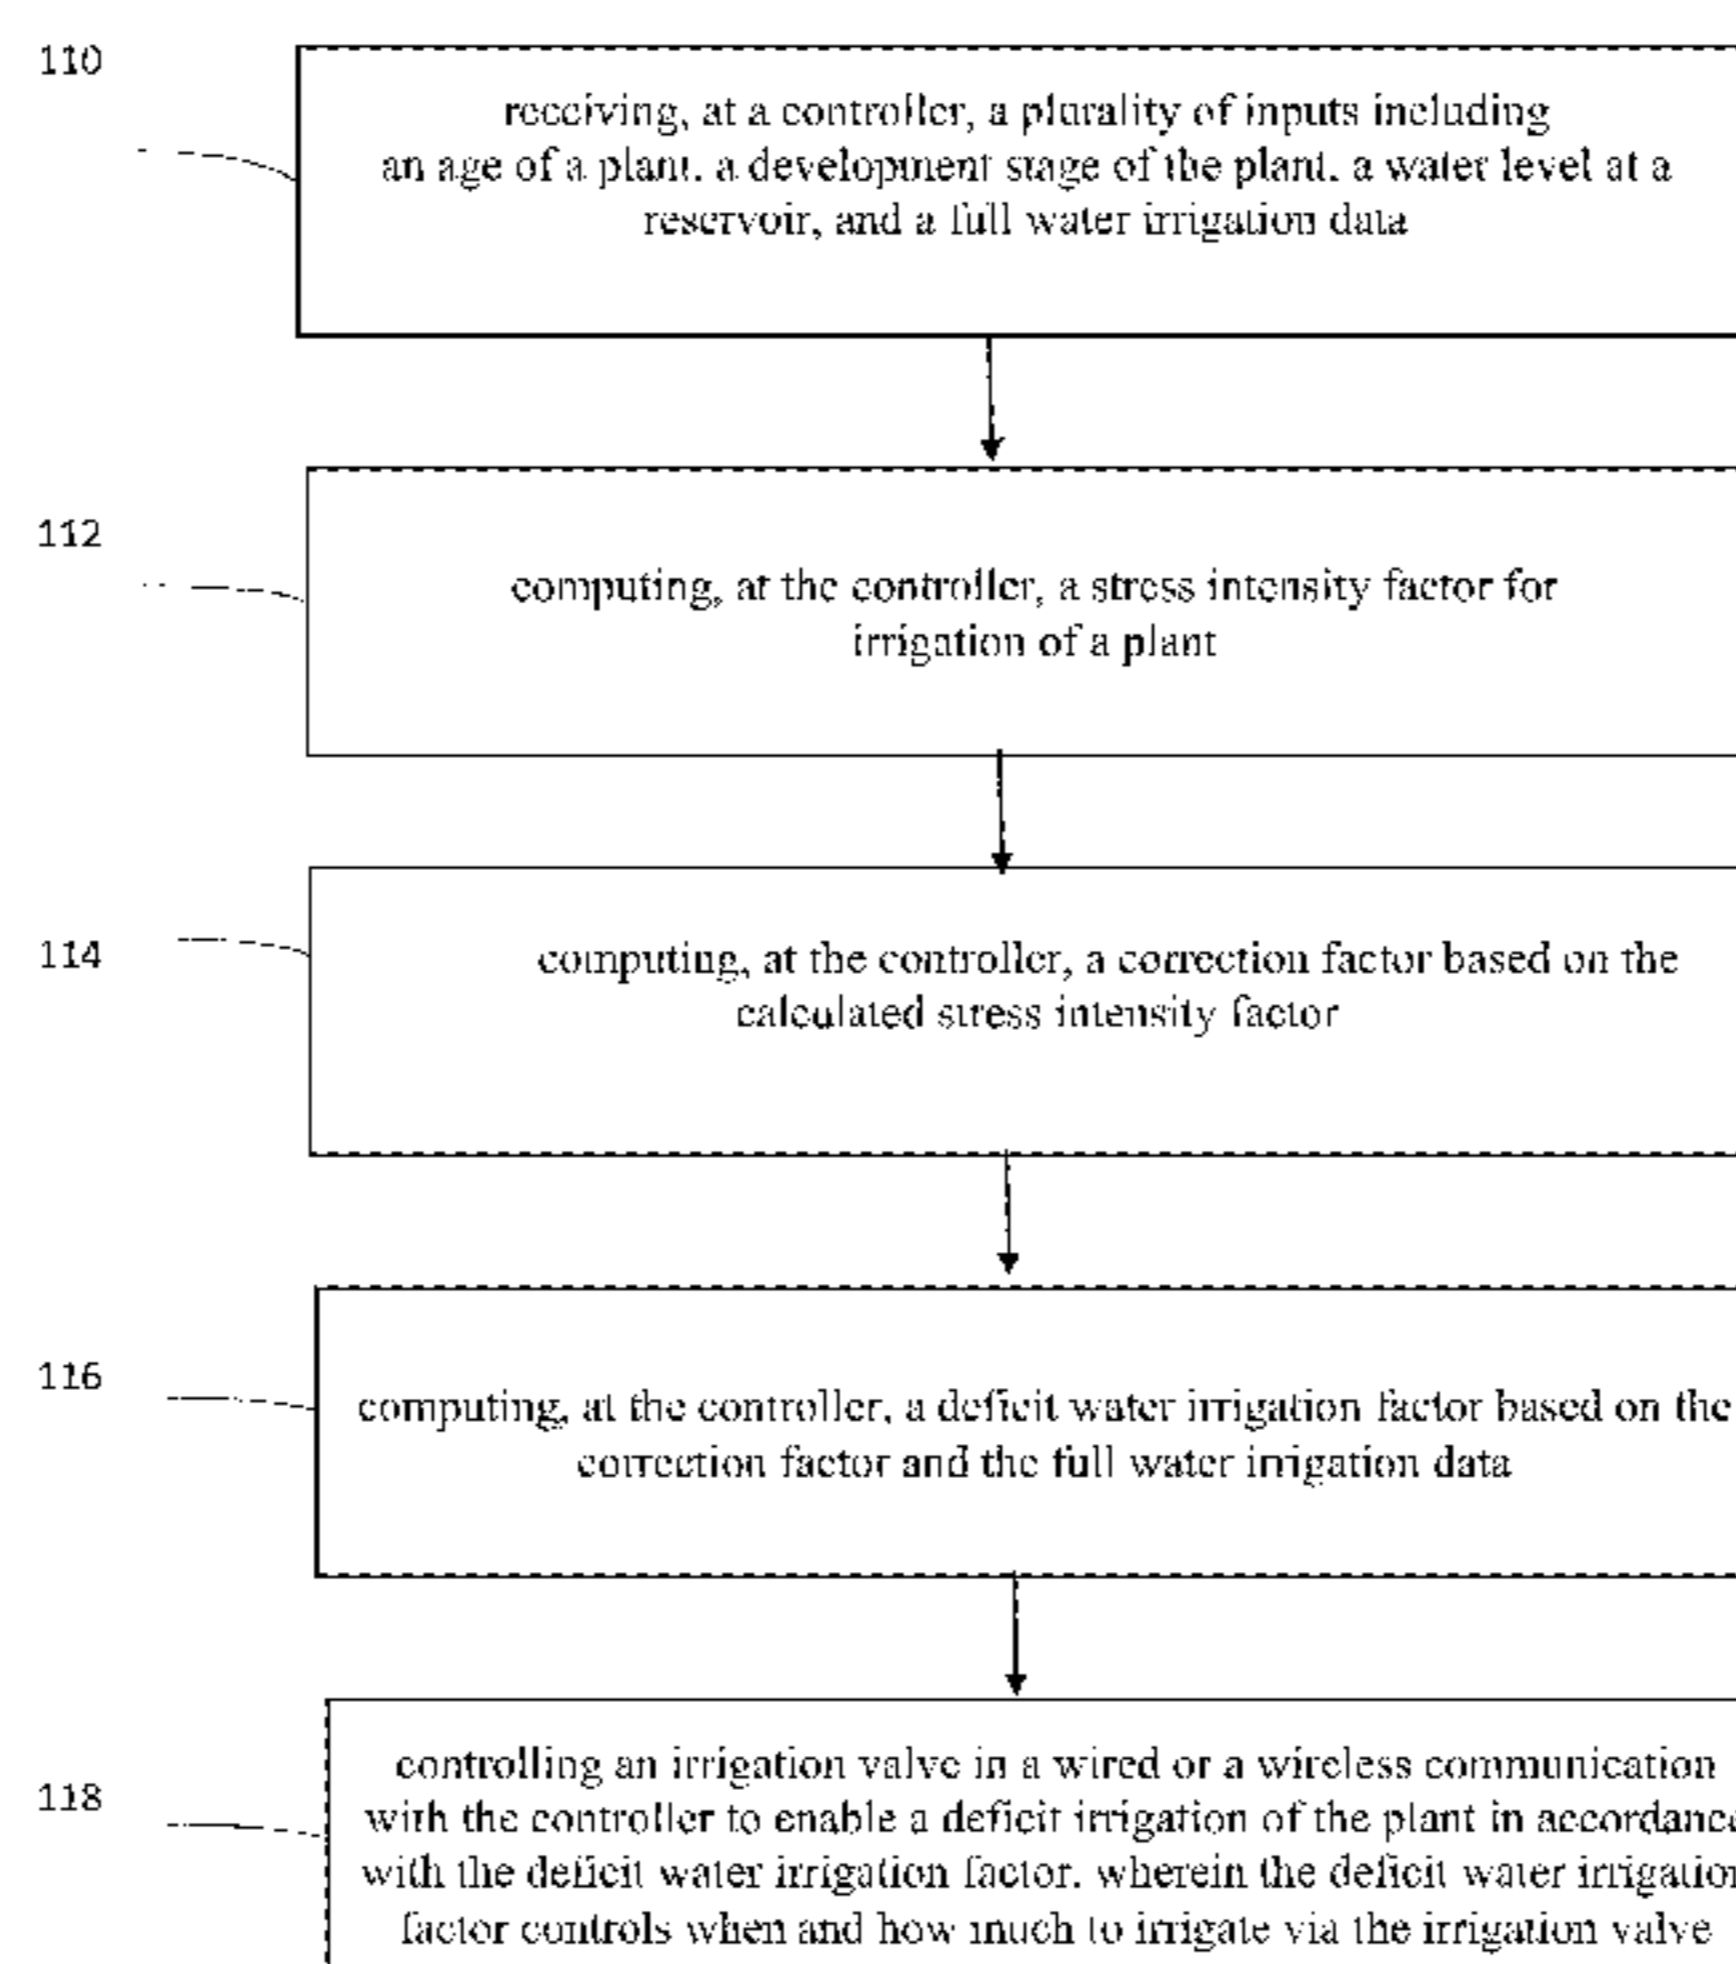 110
receiving, at a controller, a plurality of inputs including
an age of a plant, a development stage of the plant, a water level at a
reservoir, and a full water irrigation data
112
computing, at the controller, a stress intensity factor for
irrigation of a plant
114
computing, at the controller, a correction factor based on the
calculated stress intensity factor
116
computing, at the controller, a deficit water irrigation factor based on the
correction factor and the full water irrigation data
118
controlling an irrigation valve in a wired or a wireless communication
with the controller to enable a deficit irrigation of the plant in accordance
with the deficit water irrigation factor, wherein the deficit water irrigation
factor controls when and how much to irrigate via the irrigation valve